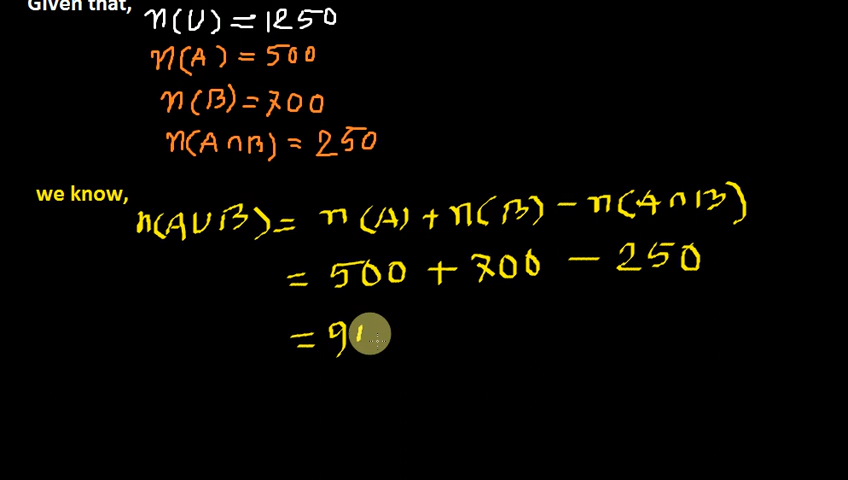 Given that, n(U) = 1250
n(A) = 500
n(B) = 700
n(A∩B) = 250
we know,
n(A∪B) = n(A) + n(B) - n(A∩B)
= 500 + 700 - 250
= 9